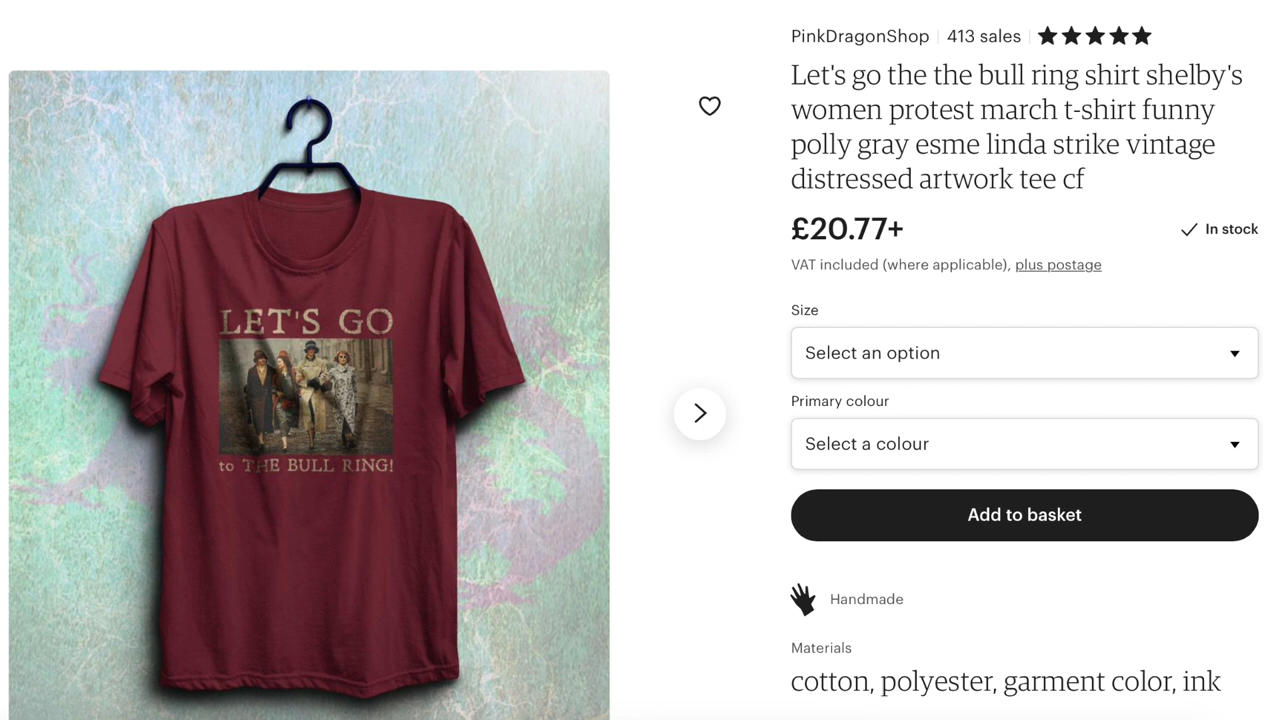 PinkDragonShop
413 sales
Let's go the the bull ring shirt shelby's
women protest march t-shirt funny
polly gray esme linda strike vintage
distressed artwork tee cf
£20.77+
In stock
VAT included (where applicable), plus postage
Size
Select an option
Primary colour
Select a colour
Add to basket
Handmade
Materials
cotton, polyester, garment color, ink
LET'S GO
to THE BULL RING!